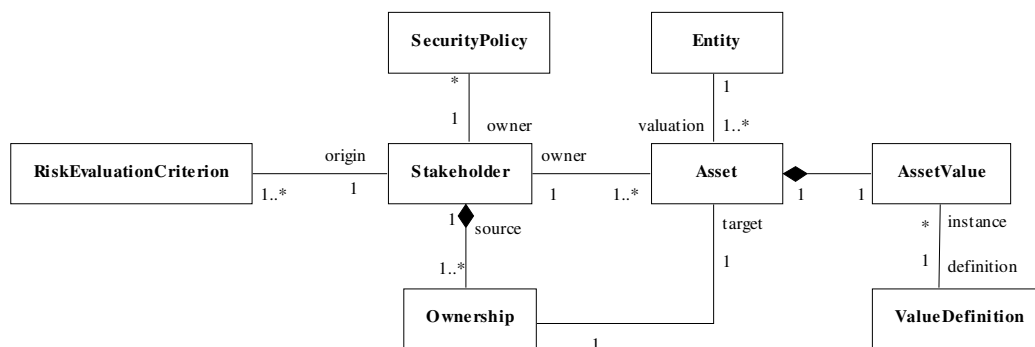 SecurityPolicy
Entity
*
1
1
owner
valuation
1..*
RiskEvaluationCriterion
origin
1..*
1
Stakeholder
owner
1
1..*
Asset
1
1
AssetValue
1
source
target
*
instance
1..*
1
1
definition
Ownership
1
ValueDefinition